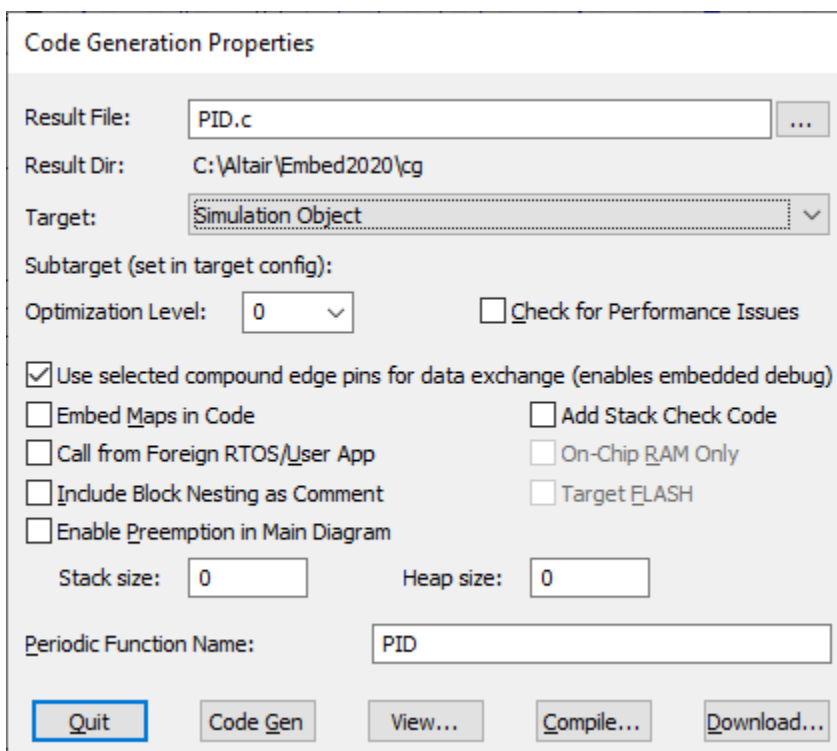 Code Generation Properties
Result File: PID.c ...
Result Dir: C:\Altair\Embed2020\cg
Target: Simulation Object
Subtarget (set in target config):
Optimization Level: 0 Check for Performance Issues
Use selected compound edge pins for data exchange (enables embedded debug)
Embed Maps in Code Add Stack Check Code
Call from Foreign RTOS/User App On-Chip RAM Only
Include Block Nesting as Comment Target FLASH
Enable Preemption in Main Diagram
Stack size: 0 Heap size: 0
Periodic Function Name: PID
Quit Code Gen View... Compile... Download...